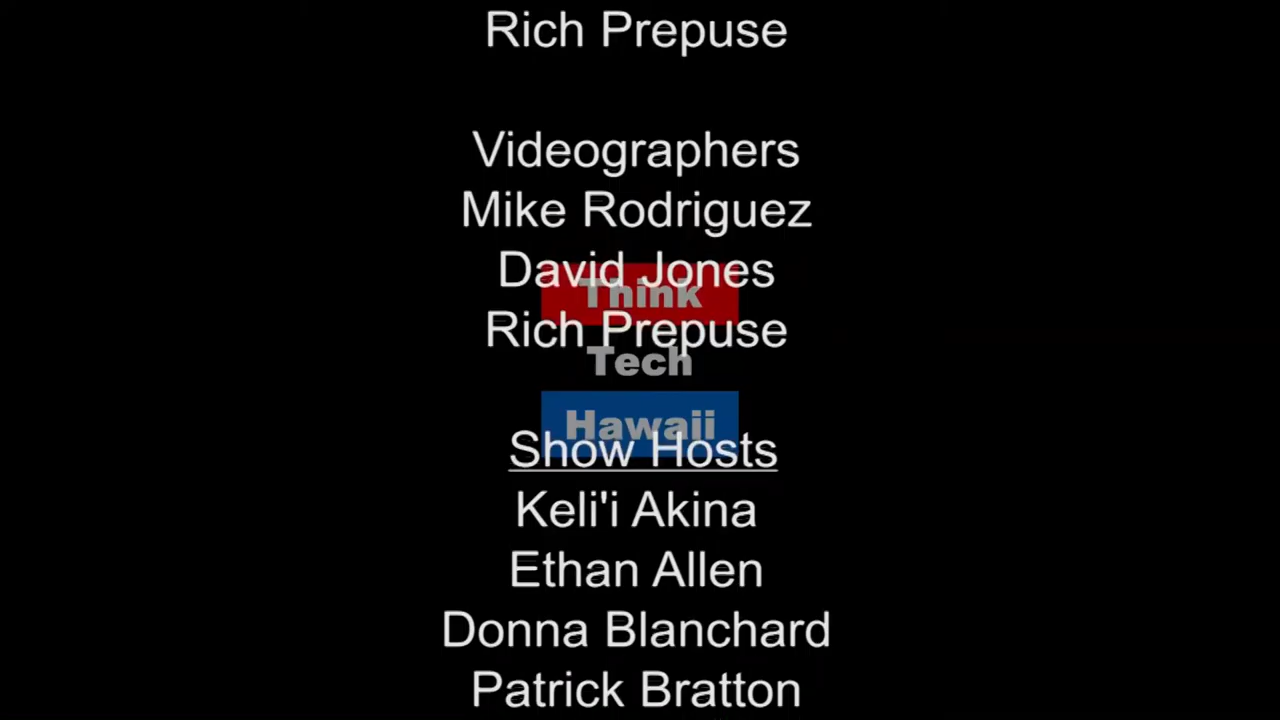 Rich Prepuse
Videographers
Mike Rodriguez
David Jones
Think
Rich Prepuse
Tech
Hawaii
Show Hosts
Keli'i Akina
Ethan Allen
Donna Blanchard
Patrick Bratton